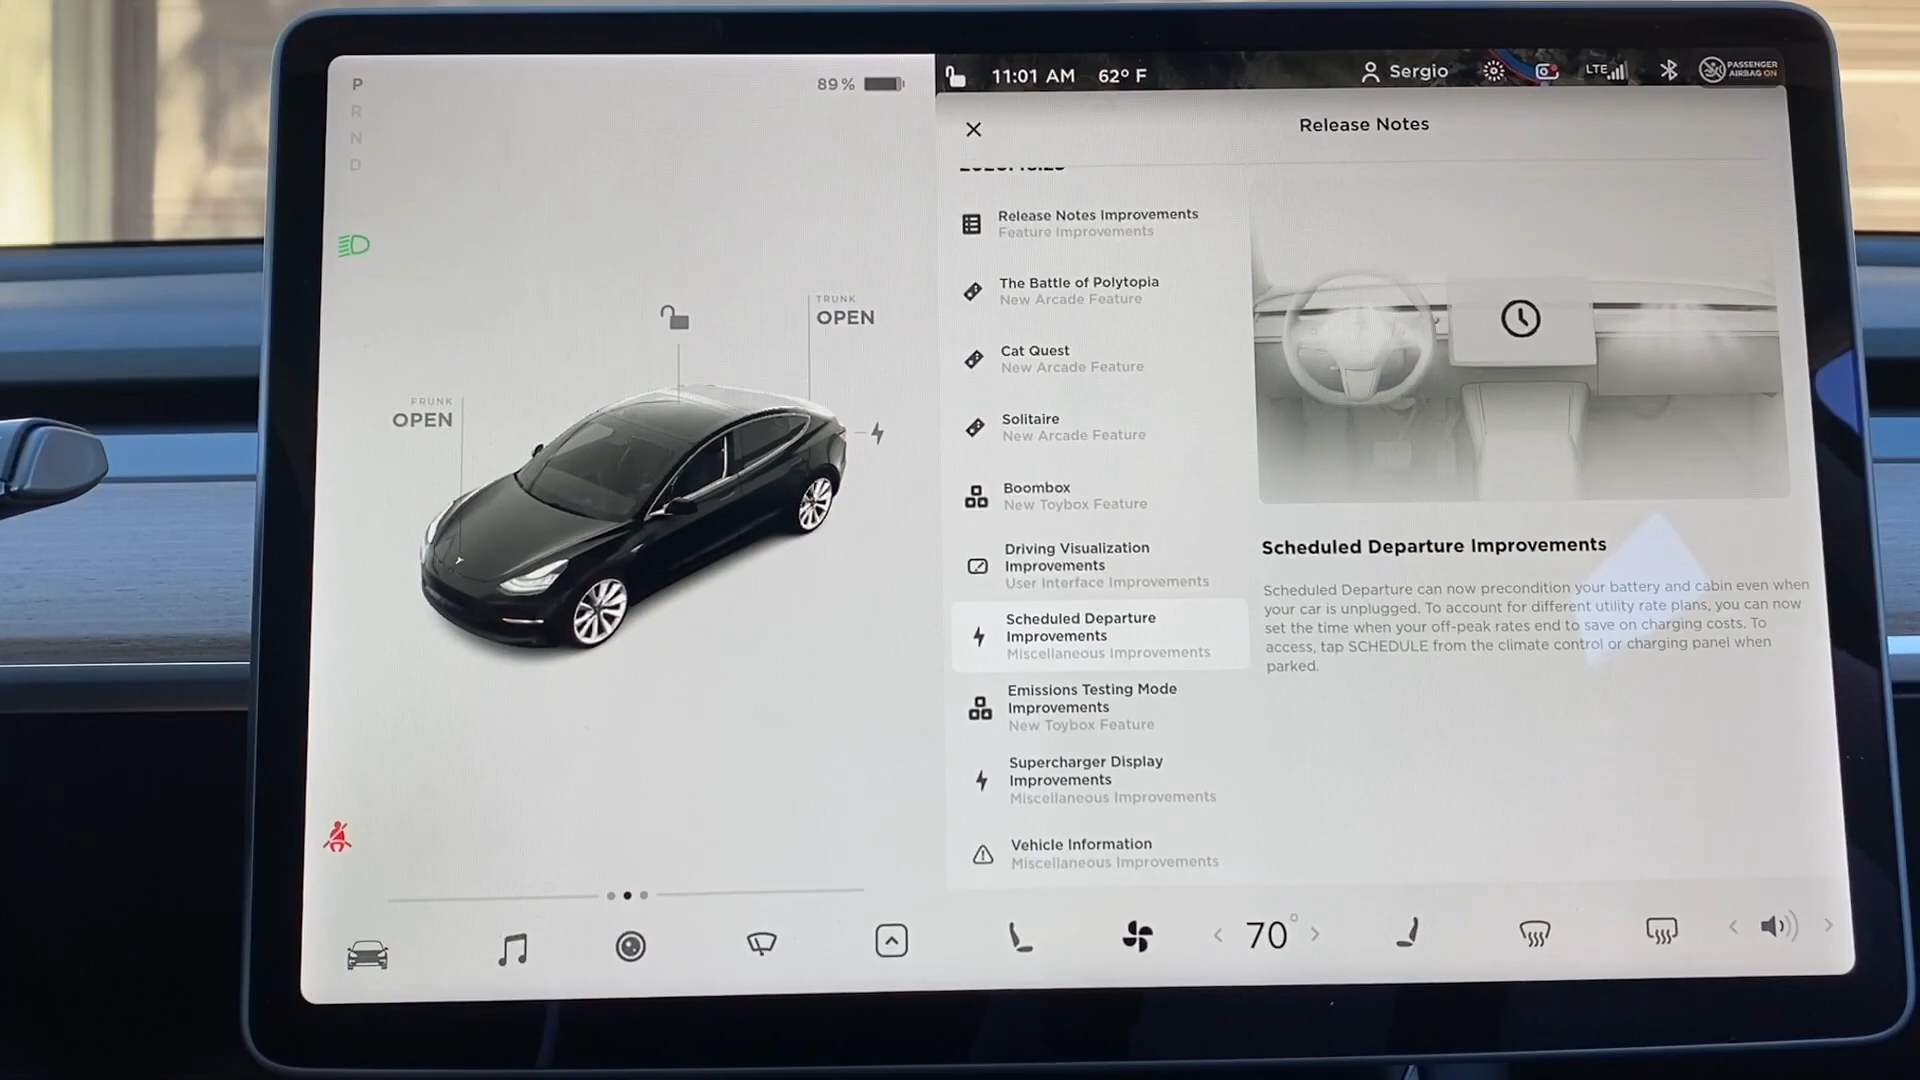 P
R
N
D
89 %
TRUNK
OPEN
FRUNK
OPEN
11:01 AM 62° F
Sergio
LTE
PASSENGER
AIRBAG ON
Release Notes
Release Notes Improvements
Feature Improvements
The Battle of Polytopia
New Arcade Feature
Cat Quest
New Arcade Feature
Solitaire
New Arcade Feature
Boombox
New Toybox Feature
Driving Visualization
Improvements
User Interface Improvements
Scheduled Departure
Improvements
Miscellaneous Improvements
Emissions Testing Mode
Improvements
New Toybox Feature
Supercharger Display
Improvements
Miscellaneous Improvements
Vehicle Information
Miscellaneous Improvements
Scheduled Departure Improvements
Scheduled Departure can now precondition your battery and cabin even when
your car is unplugged. To account for different utility rate plans, you can now
set the time when your off-peak rates end to save on charging costs. To
access, tap SCHEDULE from the climate control or charging panel when
parked.
70°